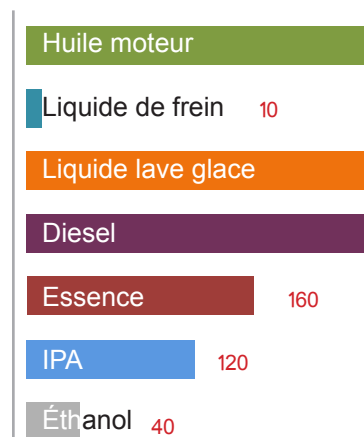 Huile moteur
Liquide de frein 10
Liquide lave glace
Diesel
Essence 160
IPA 120
Éthanol 40